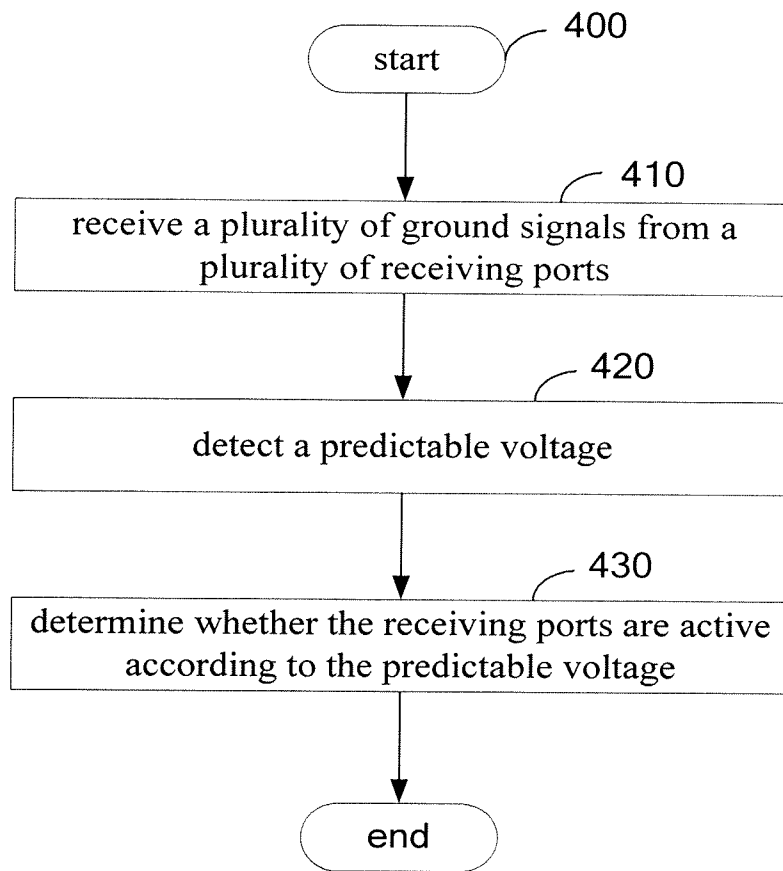 start
400
410
receive a plurality of ground signals from a
plurality of receiving ports
420
detect a predictable voltage
430
determine whether the receiving ports are active
according to the predictable voltage
end